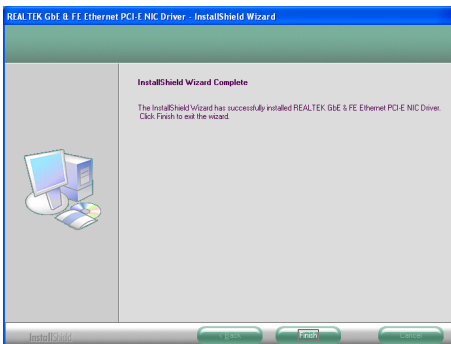 REALTEK GbE & FE Ethernet PCI-E NIC Driver - InstallShield Wizard
InstallShield Wizard Complete
The InstallShield Wizard has successfully installed REALTEK GbE & FE Ethernet PCI-E NIC Driver.
Click Finish to exit the wizard.
InstallShield
< Back
Finish
Cancel